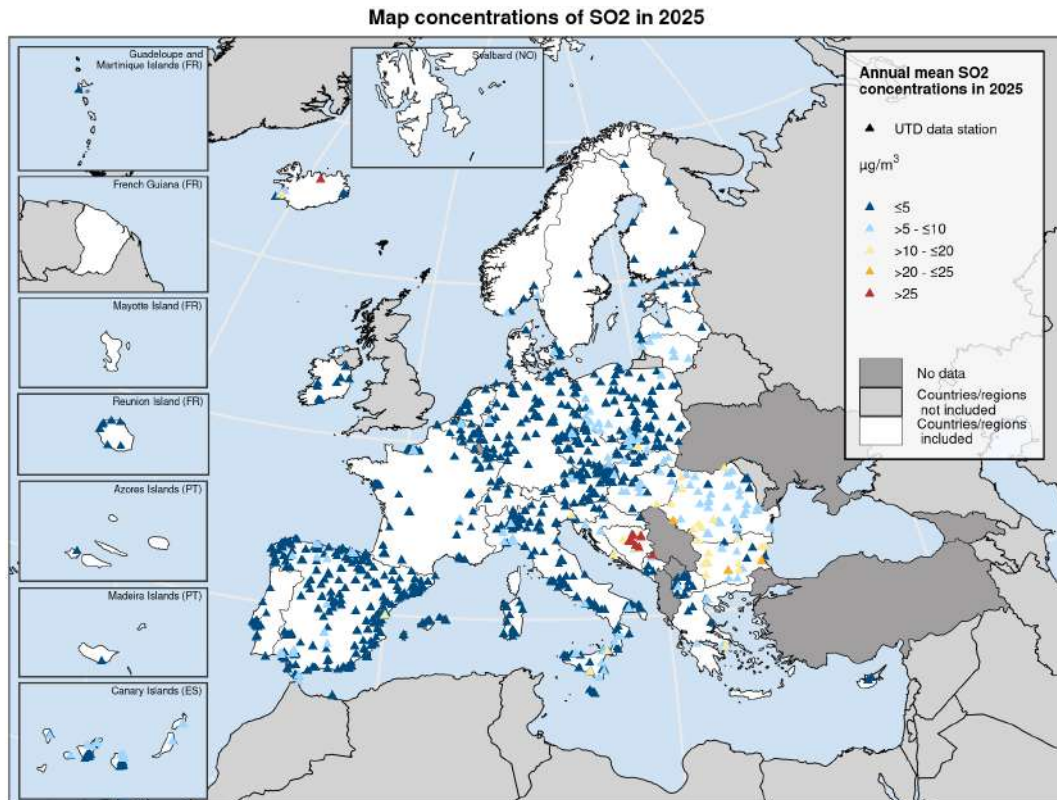 Map concentrations of SO2 in 2025
Guadeloupe and
Martinique Islands (FR)
Svalbard (NO)
French Guiana (FR)
Mayotte Island (FR)
Reunion Island (FR)
Azores Islands (PT)
Madeira Islands (PT)
Canary Islands (ES)
Annual mean SO2
concentrations in 2025
UTD data station
µg/m³
≤5
>5 - ≤10
>10 - ≤20
>20 - ≤25
>25
No data
Countries/regions
not included
Countries/regions
included